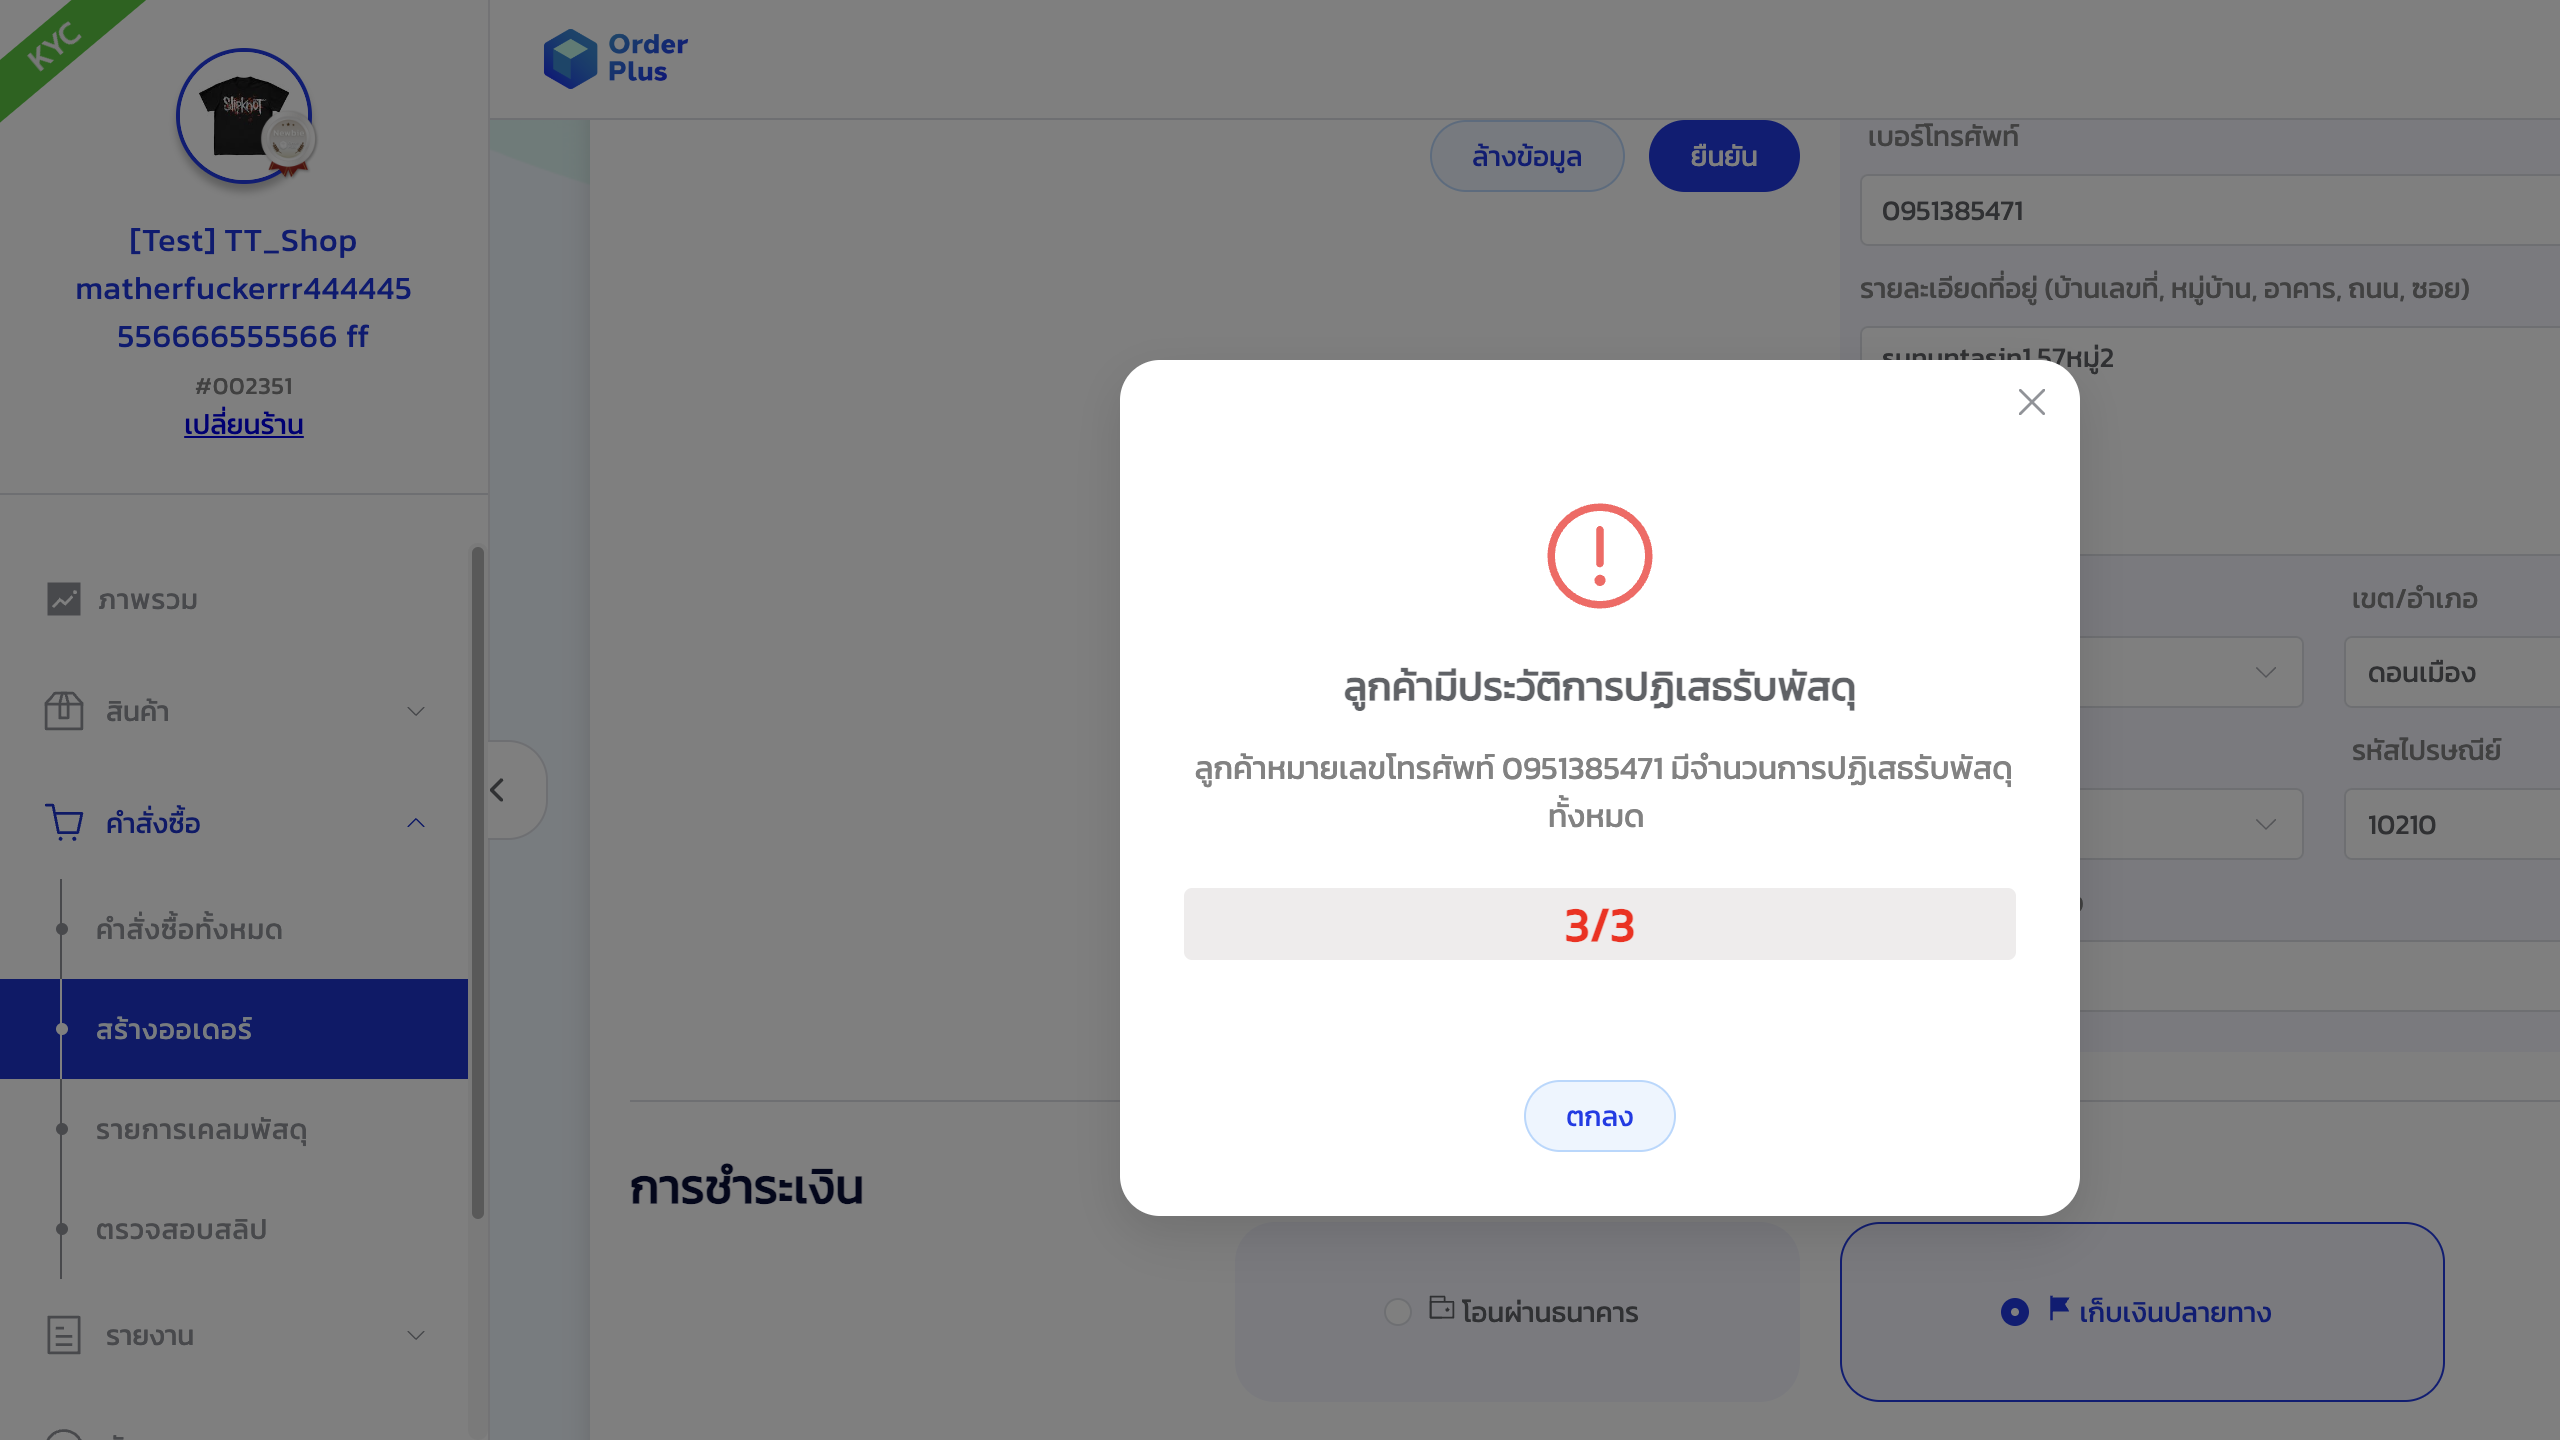 KYC
Slipknot
Newbie
[Test] TT_Shop
matherfuckerrr444445
556666555566 ff
#002351
เปลี่ยนร้าน
ภาพรวม
สินค้า
คำสั่งซื้อ
คำสั่งซื้อทั้งหมด
สร้างออเดอร์
รายการเคลมพัสดุ
ตรวจสอบสลิป
รายงาน
Order
Plus
ล้างข้อมูล
ยืนยัน
เบอร์โทรศัพท์
0951385471
รายละเอียดที่อยู่ (บ้านเลขที่, หมู่บ้าน, อาคาร, ถนน, ซอย)
57หมู่2
เขต/อำเภอ
ดอนเมือง
รหัสไปรษณีย์
10210
ลูกค้ามีประวัติการปฏิเสธรับพัสดุ
ลูกค้าหมายเลขโทรศัพท์ 0951385471 มีจำนวนการปฏิเสธรับพัสดุ
ทั้งหมด
3/3
ตกลง
การชำระเงิน
โอนผ่านธนาคาร
เก็บเงินปลายทาง